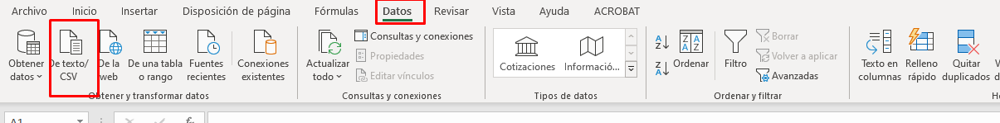 Archivo Inicio Insertar Disposición de página Fórmulas Datos Revisar Vista Ayuda ACROBAT
Obtener datos
De texto/ CSV
De la web
De una tabla o rango
Fuentes recientes
Conexiones existentes
Obtener y transformar datos
Actualizar todo
Consultas y conexiones
Propiedades
Editar vínculos
Consultas y conexiones
Cotizaciones
Informació...
Tipos de datos
Ordenar
Filtro
Borrar
Volver a aplicar
Avanzadas
Ordenar y filtrar
Texto en columnas
Relleno rápido
Quitar duplicados
A1